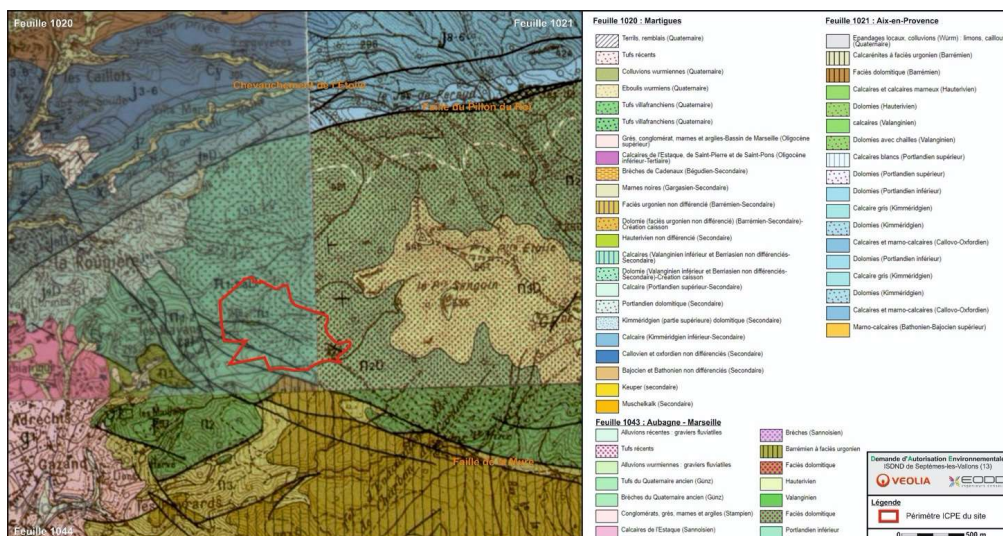 Feuille 1020
Feuille 1021
les Caillols
Chevauchement de l'Etoile
Faille du Pilon du Roi
la Rougière
Faille de la Mure
Feuille 1044
Feuille 1020 : Martigues
Terrils, remblais (Quaternaire)
Tufs récents
Colluvions wurmiennes (Quaternaire)
Eboulis wurmiens (Quaternaire)
Tufs villafranchiens (Quaternaire)
Tufs villafranchiens (Quaternaire)
Grès, conglomérat, marnes et argiles-Bassin de Marseille (Oligocène
supérieur)
Calcaires de l'Estaque, de Saint-Pierre et de Saint-Pons (Oligocène
inférieur-Tertiaire)
Brèches de Cadenaux (Bégudien-Secondaire)
Marnes noires (Gargasien-Secondaire)
Faciès urgonien non différencié (Barrémien-Secondaire)
Dolomie (faciès urgonien non différencié) (Barrémien-Secondaire)-
Création caisson
Hauterivien non différencié (Secondaire)
Calcaires (Valanginien inférieur et Berriasien non différenciés-
Secondaire)
Dolomie (Valanginien inférieur et Berriasien non différenciés-
Secondaire)-Création caisson
Calcaire (Portlandien supérieur-Secondaire)
Portlandien dolomitique (Secondaire)
Kimméridgien (partie supérieure) dolomitique (Secondaire)
Calcaire (Kimméridgien inférieur-Secondaire)
Callovien et oxfordien non différenciés (Secondaire)
Bajocien et Bathonien non différenciés (Secondaire)
Keuper (secondaire)
Muschelkalk (Secondaire)
Feuille 1021 : Aix-en-Provence
Epandages locaux, colluvions (Würm) : limons, caillou
(Quaternaire)
Calcarénites à faciès urgonien (Barrémien)
Faciès dolomitique (Barrémien)
Calcaires et calcaires marneux (Hauterivien)
Dolomies (Hauterivien)
calcaires (Valanginien)
Dolomies avec chailles (Valanginien)
Calcaires blancs (Portlandien supérieur)
Dolomies (Portlandien supérieur)
Dolomies (Portlandien inférieur)
Calcaire gris (Kimméridgien)
Dolomies (Kimméridgien)
Calcaires et marno-calcaires (Callovo-Oxfordien)
Dolomies (Portlandien inférieur)
Calcaire gris (Kimméridgien)
Dolomies (Kimméridgien)
Calcaires et marno-calcaires (Callovo-Oxfordien)
Marno-calcaires (Bathonien-Bajocien supérieur)
Feuille 1043 : Aubagne - Marseille
Alluvions récentes : graviers fluviatiles
Tufs récents
Alluvions wurmiennes : graviers fluviatiles
Tufs du Quaternaire ancien (Günz)
Brèches du Quaternaire ancien (Günz)
Conglomérats, grès, marnes et argiles (Stampien)
Calcaires de l'Estaque (Sannoisien)
Brèches (Sannoisien)
Barrémien à faciès urgonien
Faciès dolomitique
Hauterivien
Valanginien
Faciès dolomitique
Portlandien inférieur
Demande d'Autorisation Environnementale
ISDND de Septèmes-les-Vallons (13)
VEOLIA
EODD
Légende
Périmètre ICPE du site
0 500 m